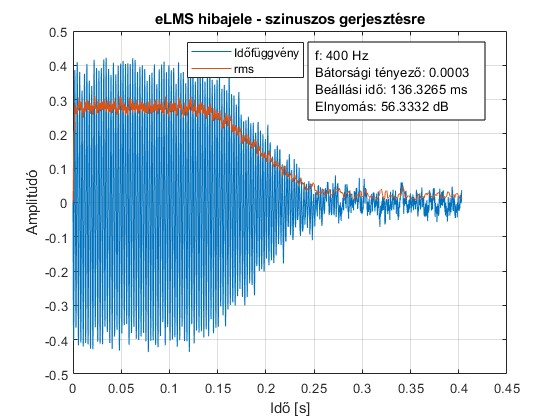 eLMS hibajele - szinuszos gerjesztésre
0.5
0.4
0.3
0.2
0.1
0
-0.1
-0.2
-0.3
-0.4
-0.5
Amplitúdó
Időfüggvény
rms
f: 400 Hz
Bátorsági tényező: 0.0003
Beállási idő: 136.3265 ms
Elnyomás: 56.3332 dB
0 0.05 0.1 0.15 0.2 0.25 0.3 0.35 0.4 0.45
Idő [s]